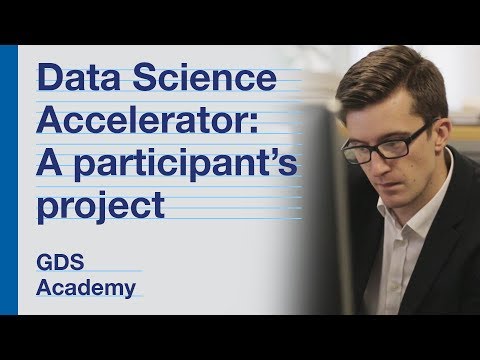 Data Science
Accelerator:
A participant's
project
GDS
Academy